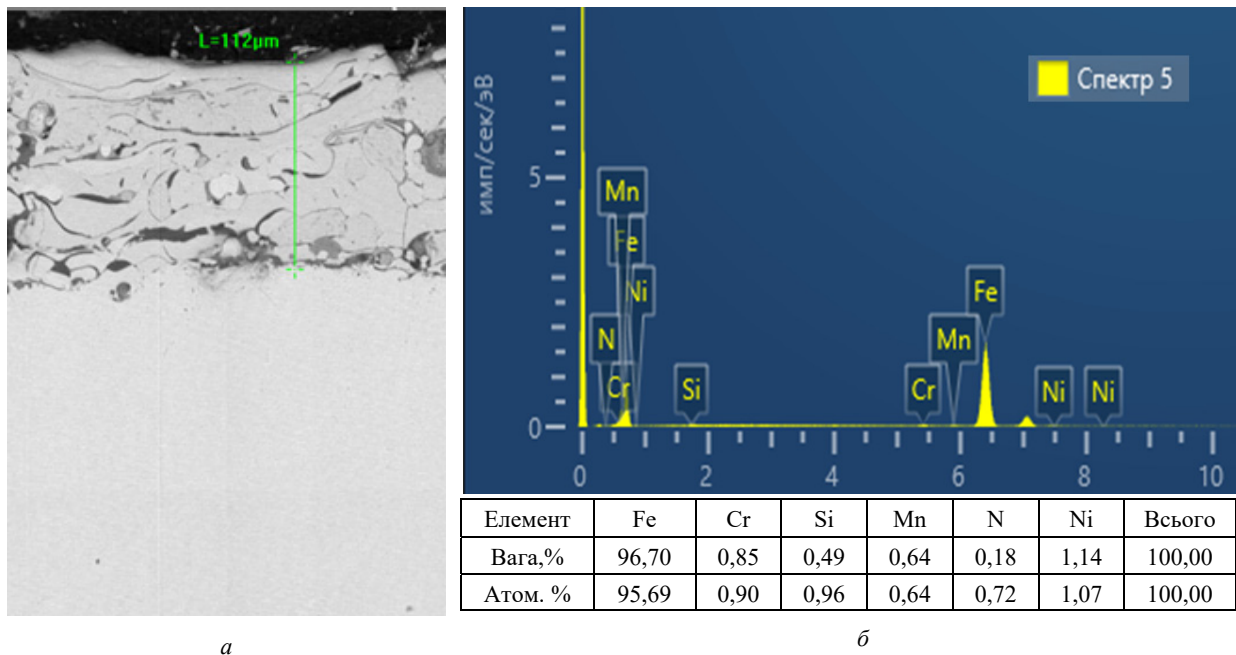 L=112µm
имп/сек/эВ
5
0
Спектр 5
Mn
Fe
Ni
N
Cr
Si
Cr
Mn
Fe
Ni
Ni
0 2 4 6 8 10
Елемент Fe Cr Si Mn N Ni Всього
Вага,% 96,70 0,85 0,49 0,64 0,18 1,14 100,00
Атом. % 95,69 0,90 0,96 0,64 0,72 1,07 100,00
а б